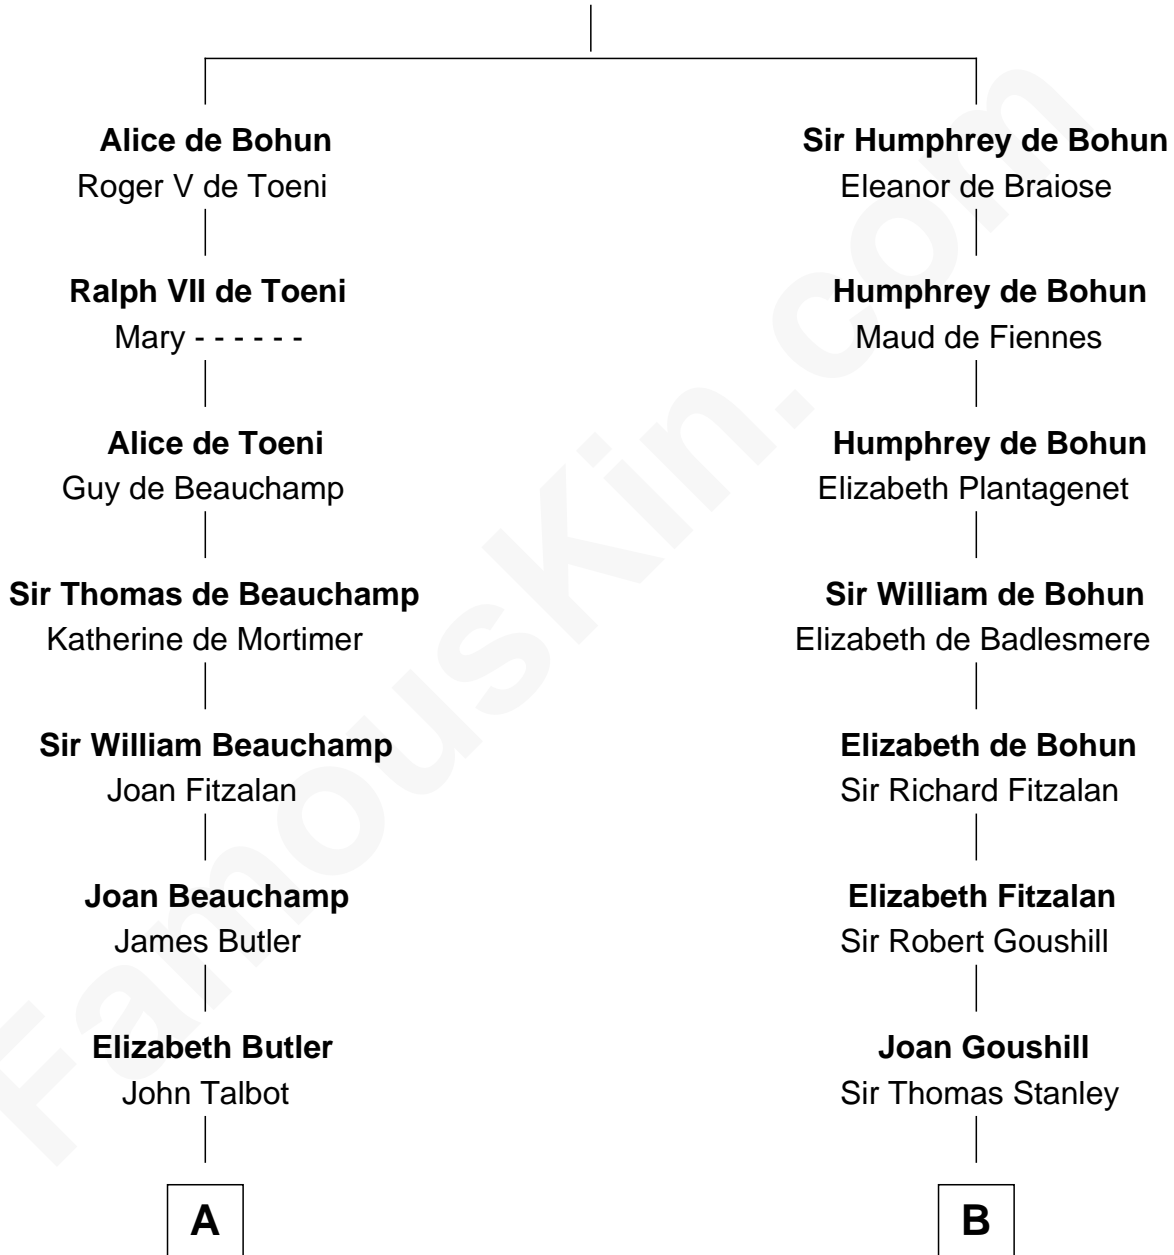 Alice de Bohun
Roger V de Toeni
Sir Humphrey de Bohun
Eleanor de Braiose
Ralph VII de Toeni
Mary - - - - - -
Humphrey de Bohun
Maud de Fiennes
Alice de Toeni
Guy de Beauchamp
Humphrey de Bohun
Elizabeth Plantagenet
Sir Thomas de Beauchamp
Katherine de Mortimer
Sir William de Bohun
Elizabeth de Badlesmere
Sir William Beauchamp
Joan Fitzalan
Elizabeth de Bohun
Sir Richard Fitzalan
Joan Beauchamp
James Butler
Elizabeth Fitzalan
Sir Robert Goushill
Elizabeth Butler
John Talbot
Joan Goushill
Sir Thomas Stanley
A
B
FamousKin.com